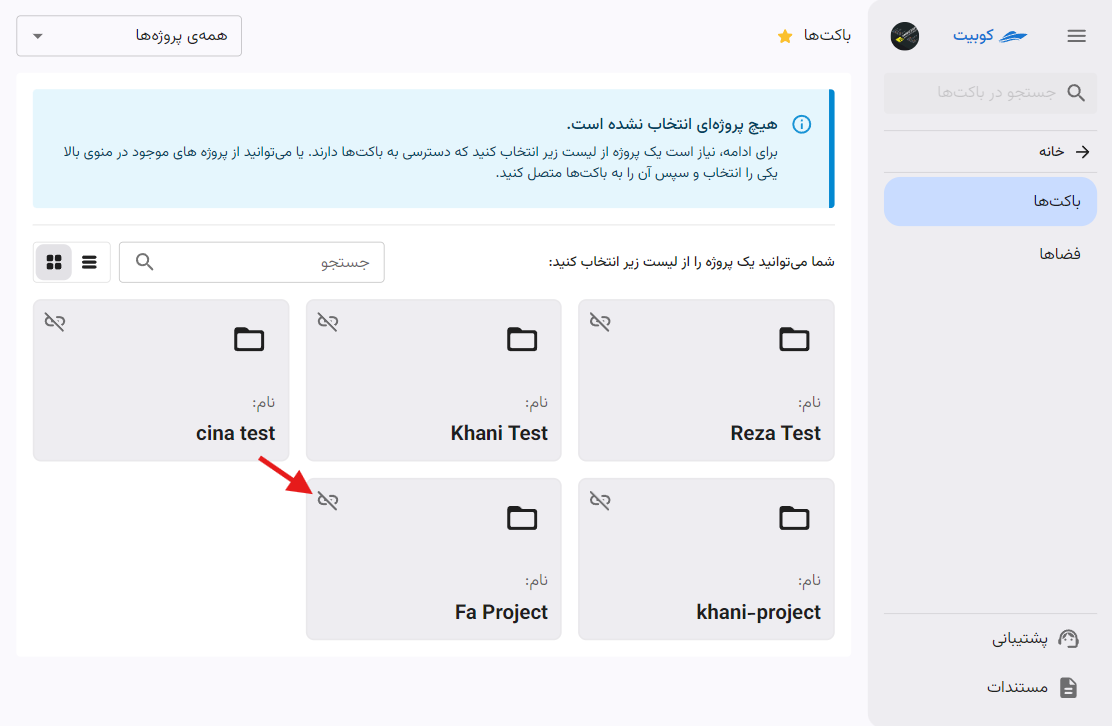 کوبیت
جستجو در باکت‌ها
خانه
باکت‌ها
فضاها
پشتیبانی
مستندات
باکت‌ها
همه‌ی پروژه‌ها
هیچ پروژه‌ای انتخاب نشده است.
برای ادامه، نیاز است یک پروژه از لیست زیر انتخاب کنید که دسترسی به باکت‌ها دارند. یا می‌توانید از پروژه های موجود در منوی بالا
یکی را انتخاب و سپس آن را به باکت‌ها متصل کنید.
شما می‌توانید یک پروژه را از لیست زیر انتخاب کنید:
جستجو
نام:
Reza Test
نام:
Khani Test
نام:
cina test
نام:
khani-project
نام:
Fa Project